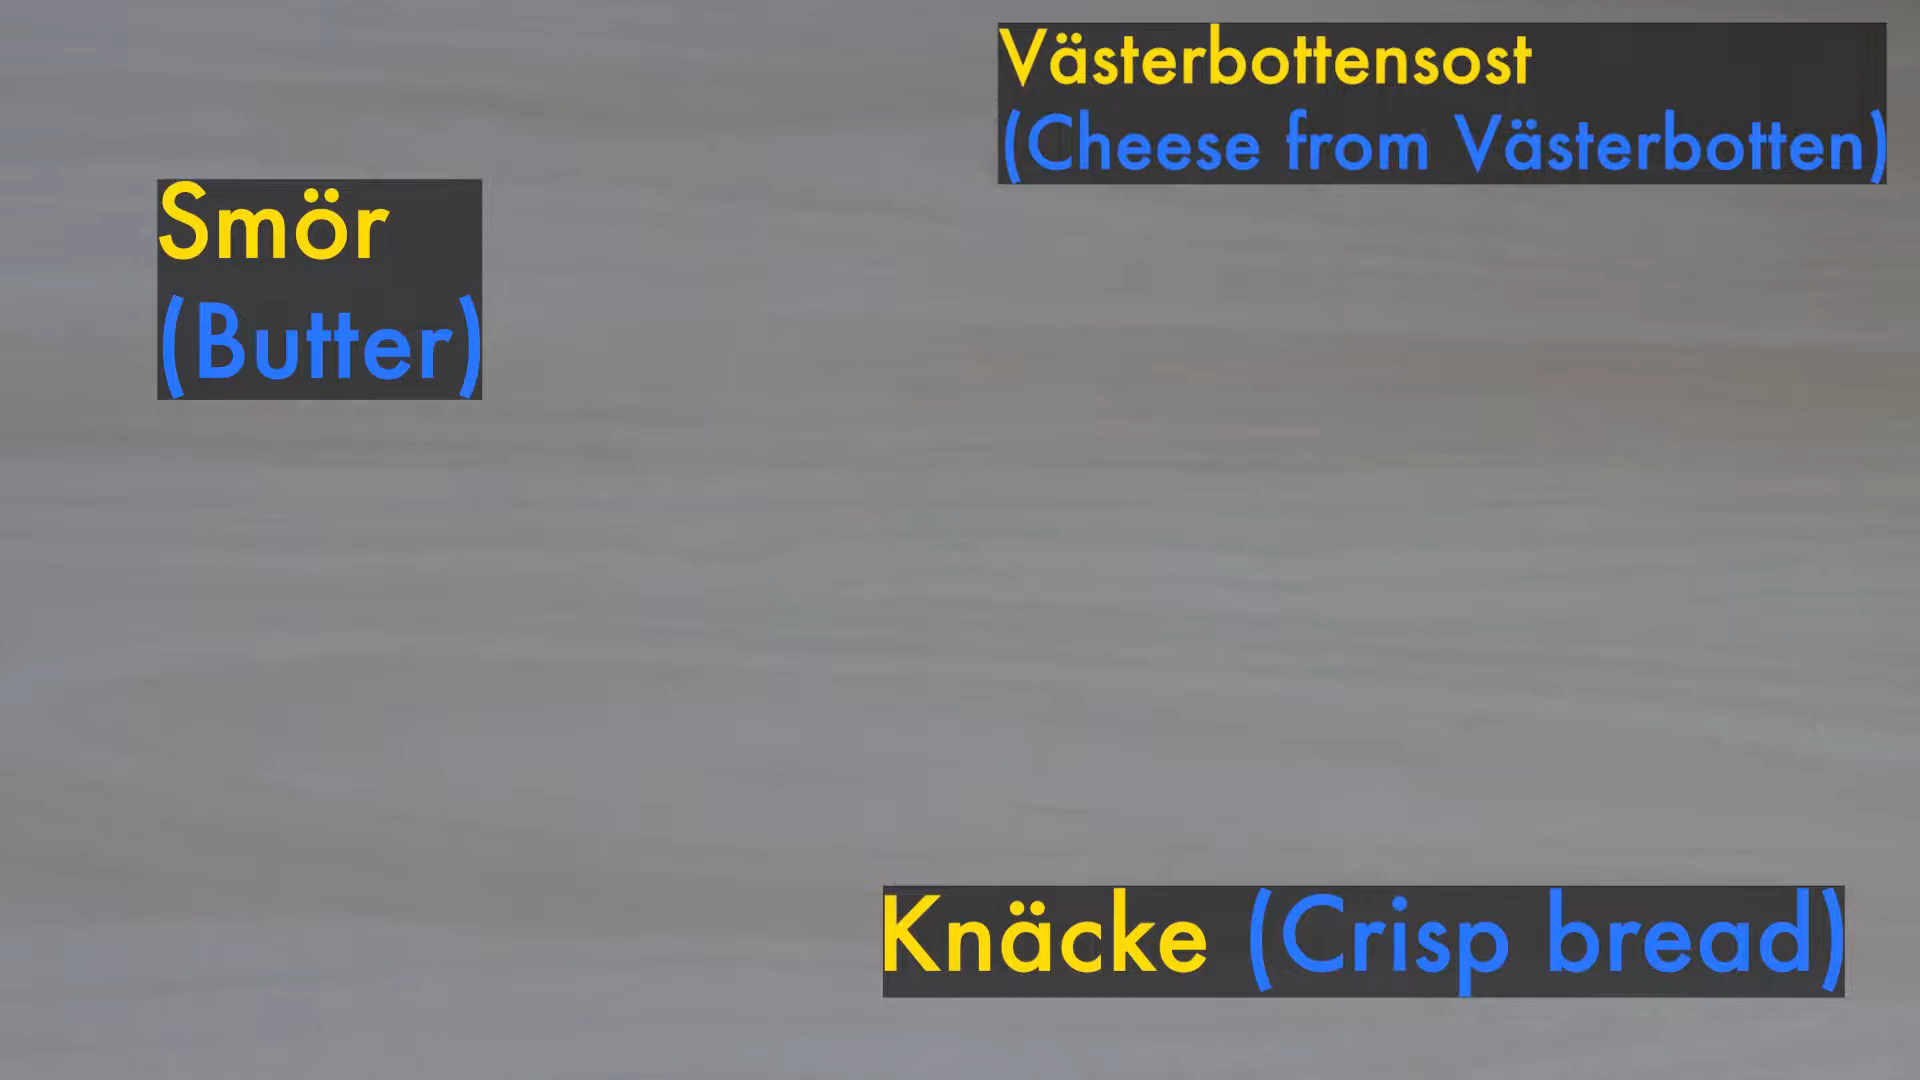 Västerbottensost
(Cheese from Västerbotten)
Smör
(Butter)
Knäcke (Crisp bread)